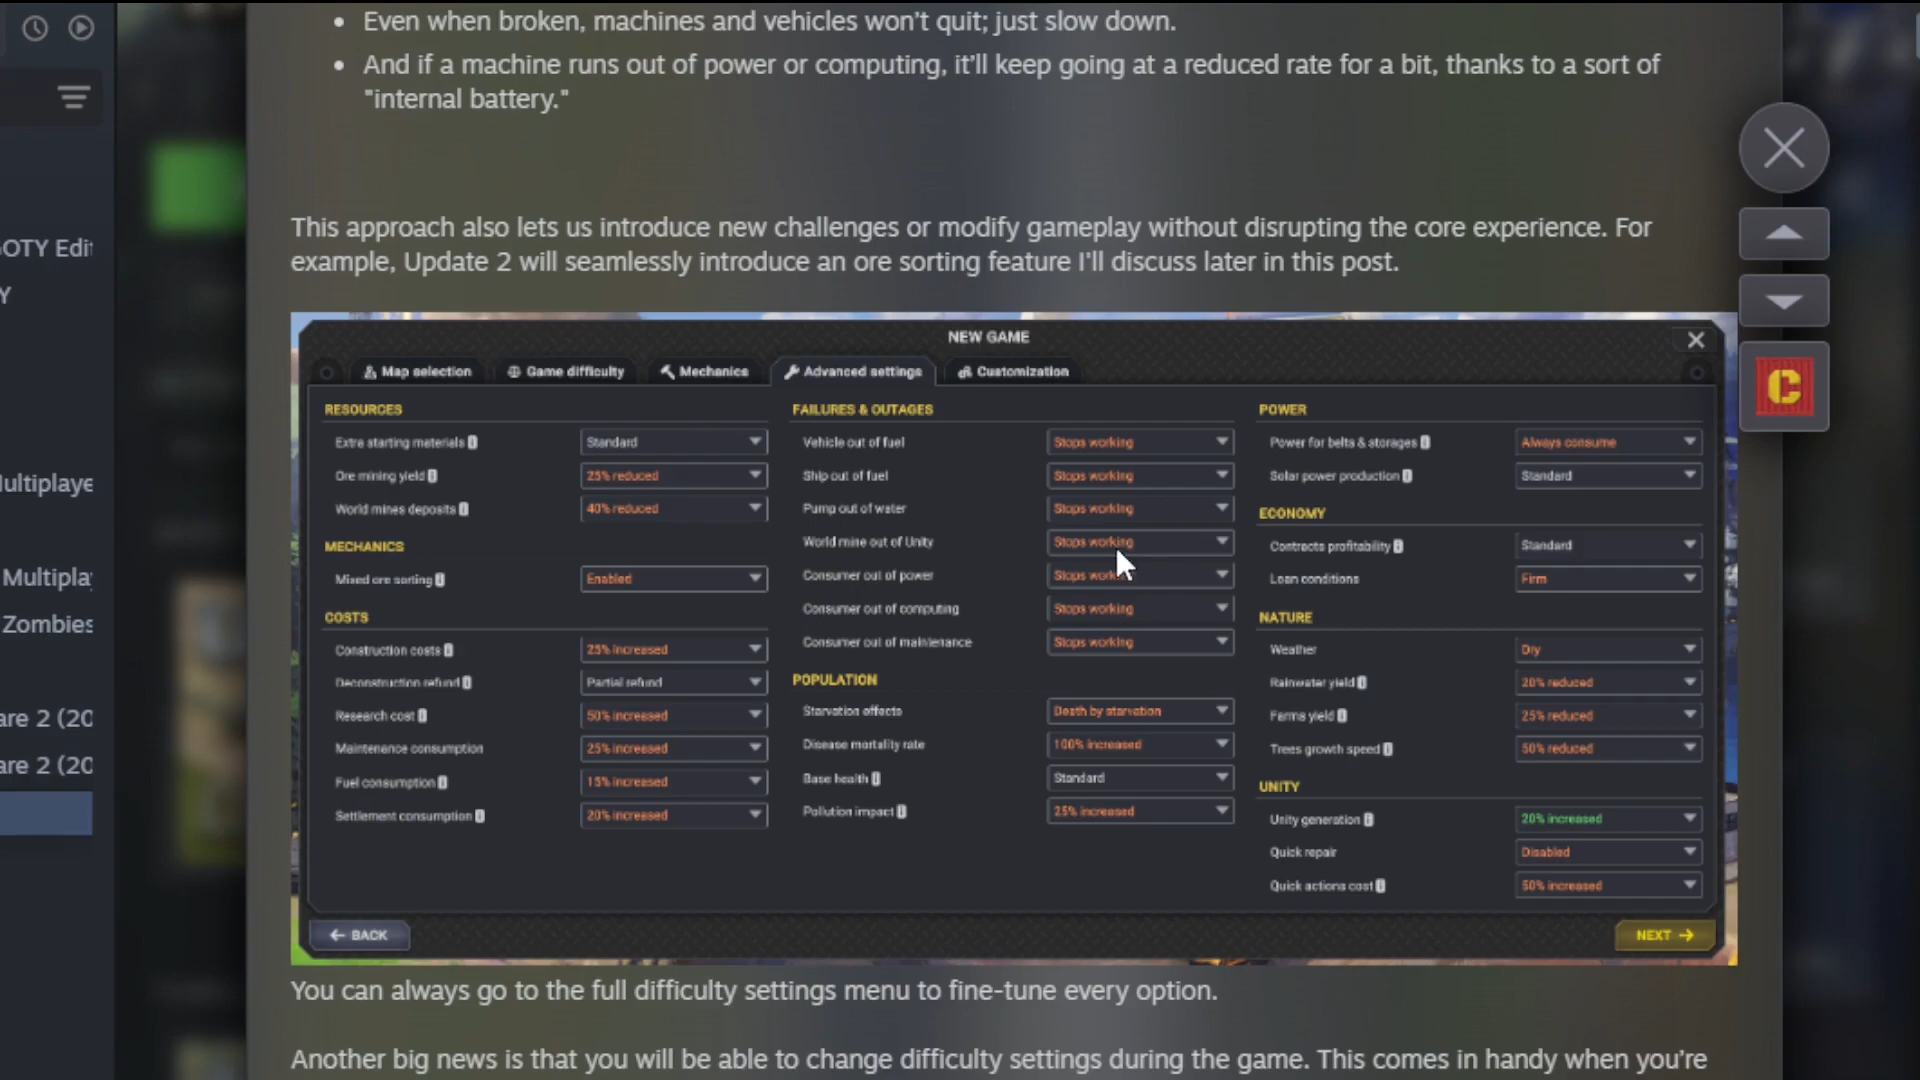 Even when broken, machines and vehicles won't quit; just slow down.
And if a machine runs out of power or computing, it'll keep going at a reduced rate for a bit, thanks to a sort of
"internal battery."
This approach also lets us introduce new challenges or modify gameplay without disrupting the core experience. For
example, Update 2 will seamlessly introduce an ore sorting feature I'll discuss later in this post.
OTY Edit
Y
ultiplaye
Multipla
Zombies
are 2 (20
are 2 (20
NEW GAME
Map selection
Game difficulty
Mechanics
Advanced settings
Customization
RESOURCES
Extra starting materials Standard
Ore mining yield 25% reduced
World mines deposits 40% reduced
MECHANICS
Mixed ore sorting Enabled
COSTS
Construction costs 25% increased
Deconstruction refund Partial refund
Research cost 50% increased
Maintenance consumption 25% increased
Fuel consumption 15% increased
Settlement consumption 20% increased
FAILURES & OUTAGES
Vehicle out of fuel Stops working
Ship out of fuel Stops working
Pump out of water Stops working
World mine out of Unity Stops working
Consumer out of power Stops
Consumer out of computing Stops working
Consumer out of maintenance Stops working
POPULATION
Starvation effects Death by starvation
Disease mortality rate 100% increased
Base health Standard
Pollution impact 25% increased
POWER
Power for belts & storages Always consume
Solar power production Standard
ECONOMY
Contracts profitability Standard
Loan conditions Firm
NATURE
Weather Dry
Rainwater yield 20% reduced
Farms yield 25% reduced
Trees growth speed 50% reduced
UNITY
Unity generation 20% increased
Quick repair Disabled
Quick actions cost 50% increased
BACK
NEXT
You can always go to the full difficulty settings menu to fine-tune every option.
Another big news is that you will be able to change difficulty settings during the game. This comes in handy when you're